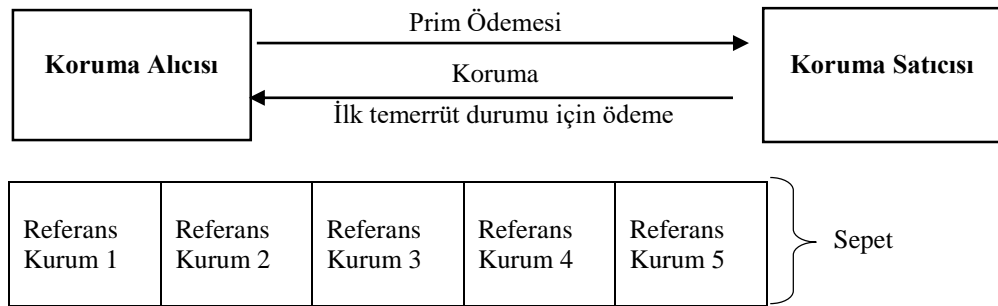 Prim Ödemesi
Koruma Alıcısı
Koruma
Koruma Satıcısı
İlk temerrüt durumu için ödeme
Referans Kurum 1
Referans Kurum 2
Referans Kurum 3
Referans Kurum 4
Referans Kurum 5
Sepet